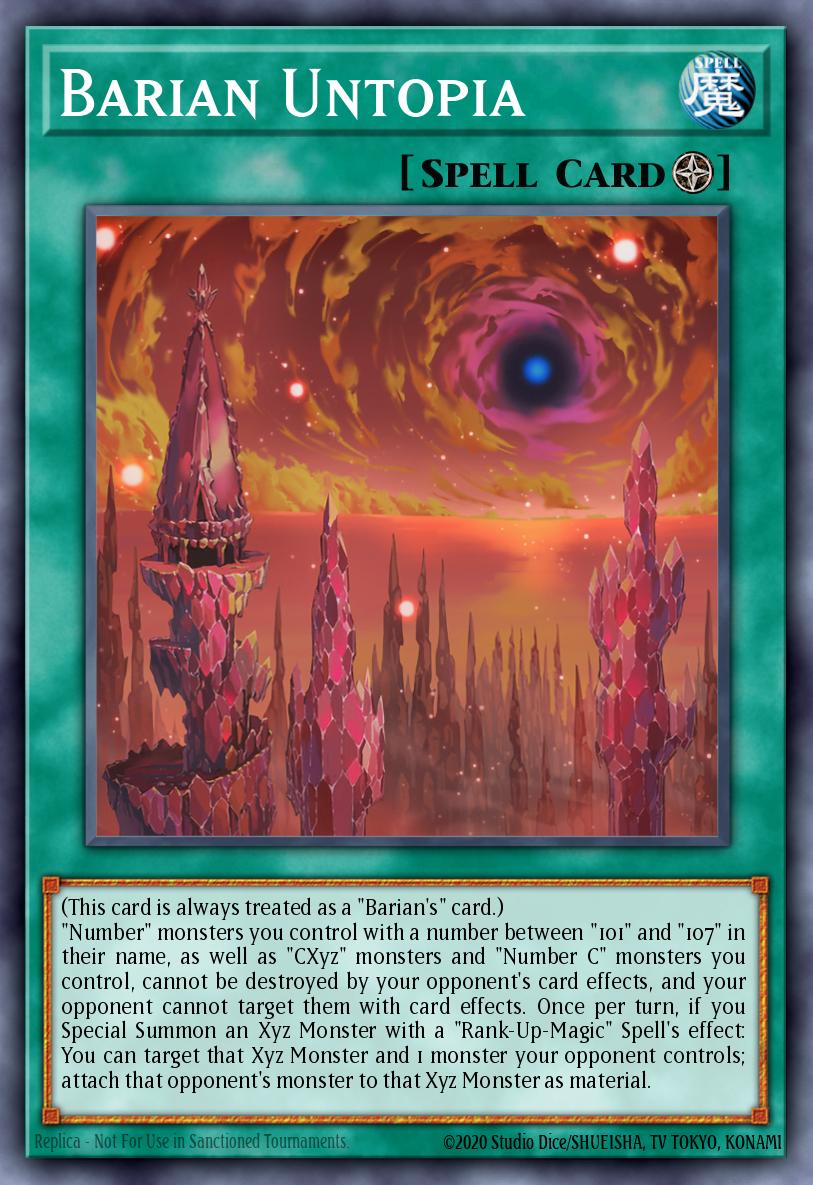 Barian Untopia
SPELL
魔
[Spell Card]
(This card is always treated as a "Barian's" card.)
"Number" monsters you control with a number between "101" and "107" in
their name, as well as "CXyz" monsters and "Number C" monsters you
control, cannot be destroyed by your opponent's card effects, and your
opponent cannot target them with card effects. Once per turn, if you
Special Summon an Xyz Monster with a "Rank-Up-Magic" Spell's effect:
You can target that Xyz Monster and 1 monster your opponent controls;
attach that opponent's monster to that Xyz Monster as material.
Replica - Not For Use in Sanctioned Tournaments.
©2020 Studio Dice/SHUEISHA, TV TOKYO, KONAMI